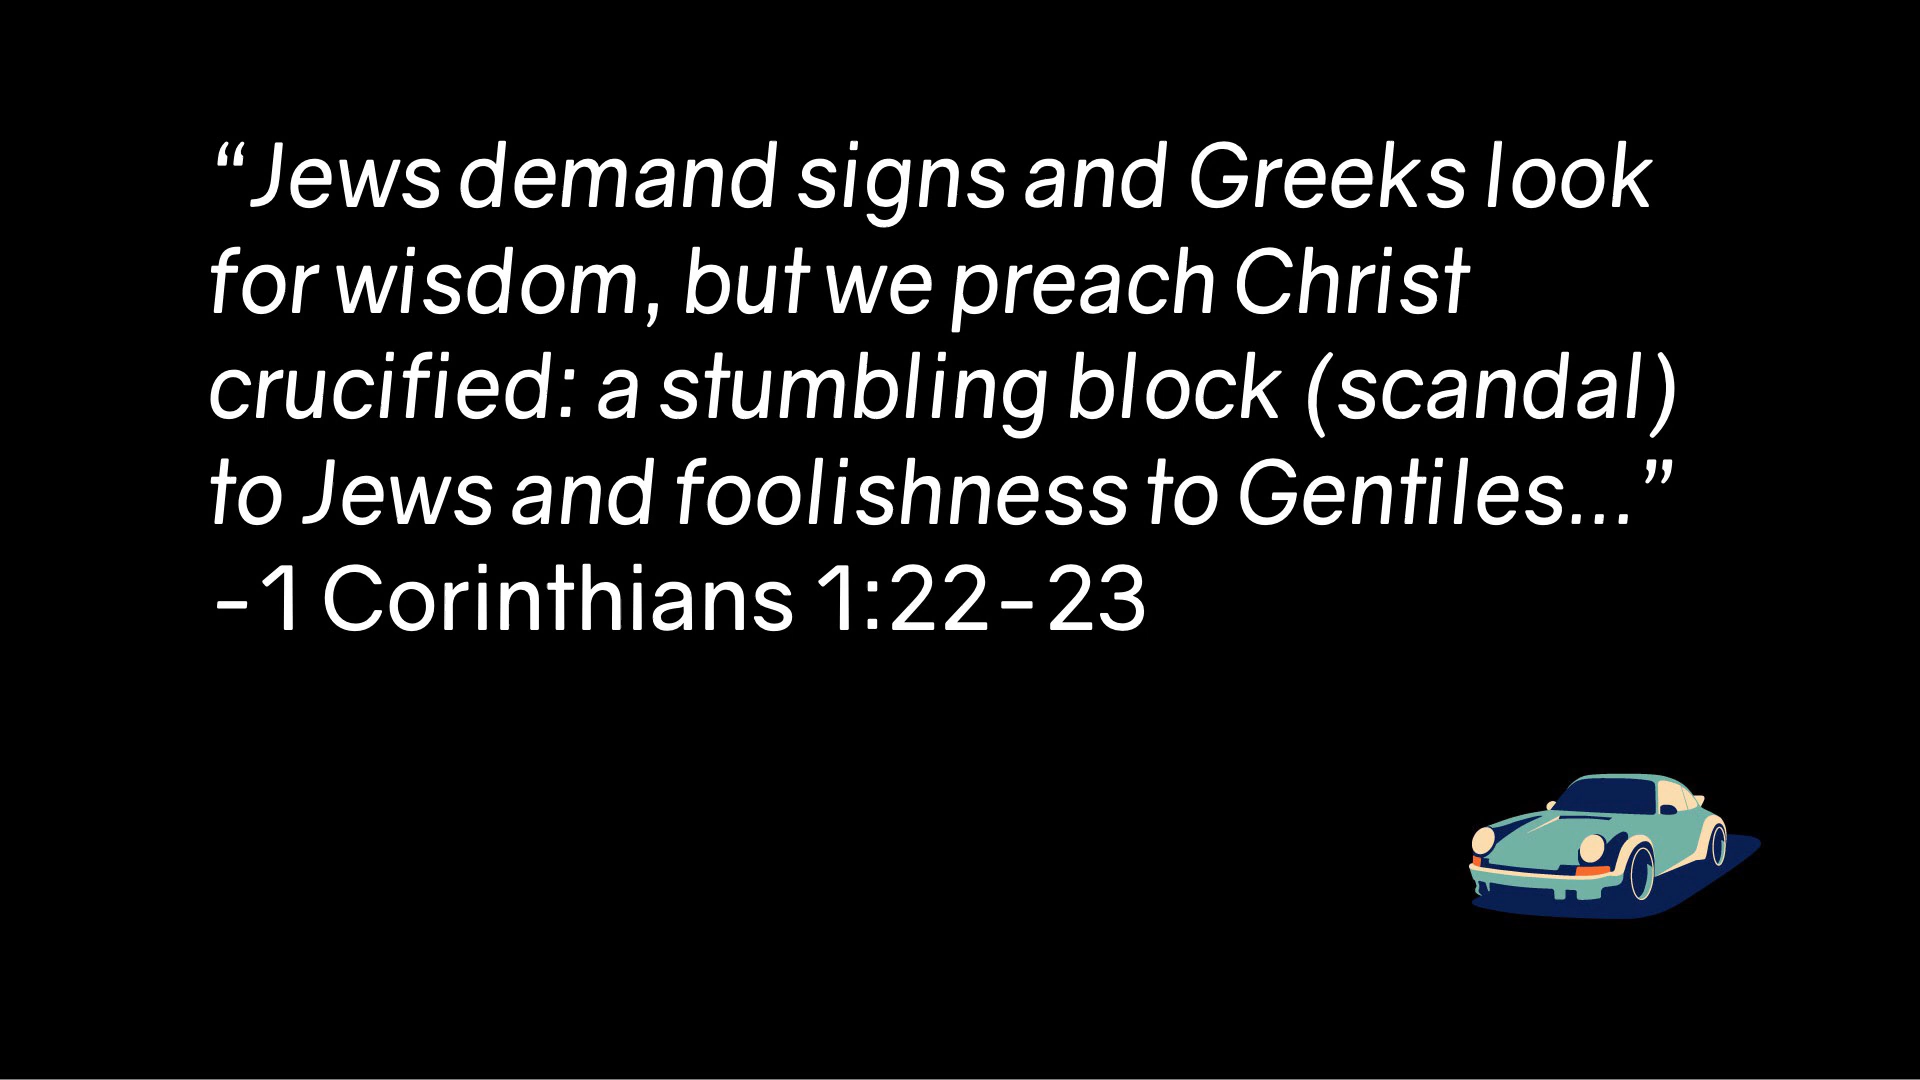 “Jews demand signs and Greeks look
for wisdom, but we preach Christ
crucified: a stumbling block (scandal)
to Jews and foolishness to Gentiles…”
-1 Corinthians 1:22-23